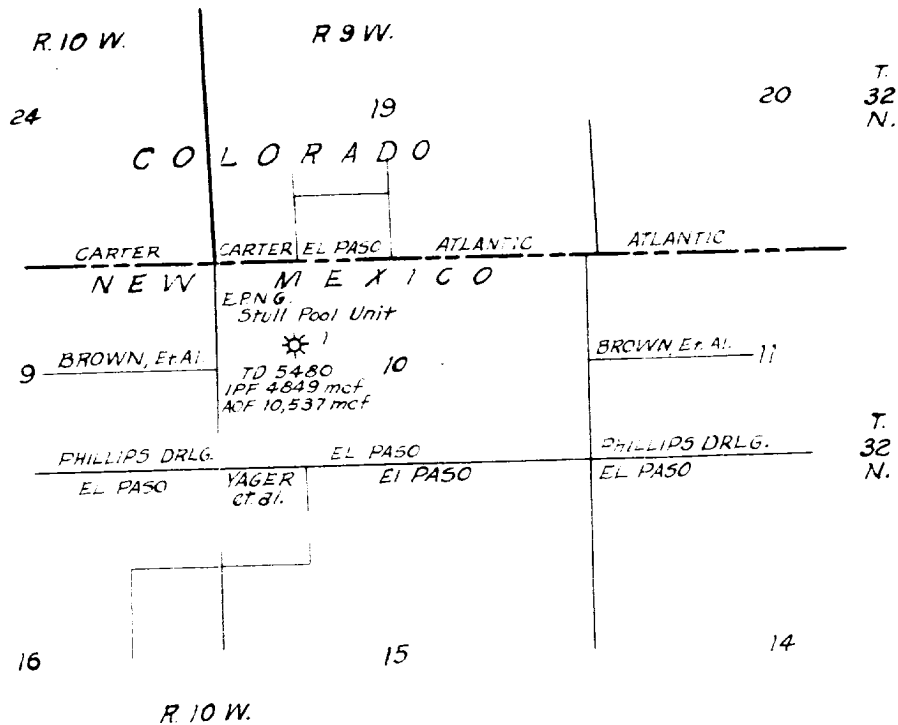 R. 10 W.
R 9 W.
T.
32
N.
24
19
20
COLORADO
CARTER
CARTER
EL PASO
ATLANTIC
ATLANTIC
NEW MEXICO
E.P.N.G.
Stull Pool Unit
1
TD 5480
IPF 4849 mcf
AOF 10,537 mcf
9
BROWN, Et. Al.
10
BROWN, Et. Al.
11
PHILLIPS DRLG.
EL PASO
PHILLIPS DRLG.
T.
32
N.
EL PASO
YAGER
et al.
El PASO
EL PASO
16
15
14
R. 10 W.